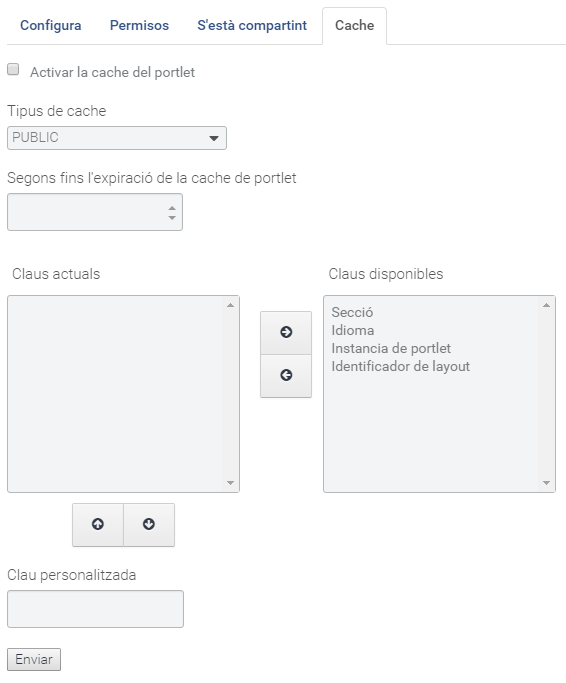 Configura Permisos S'està compartint Cache
Activar la cache del portlet
Tipus de cache
PUBLIC
Segons fins l'expiració de la cache de portlet
Claus actuals
Claus disponibles
Secció
Idioma
Instancia de portlet
Identificador de layout
Clau personalitzada
Enviar